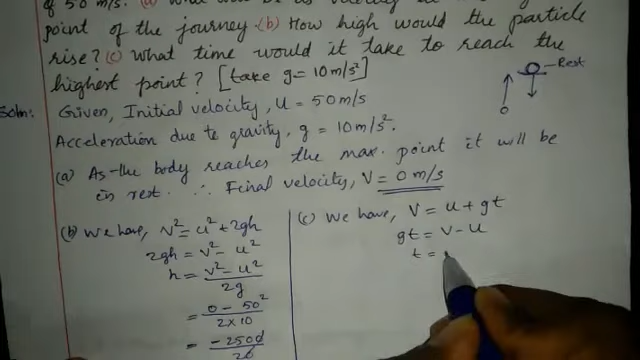 of 50 m/s. (a) What will be its velocity at
point of the journey. (b) How high would the particle
rise? (c) What time would it take to reach the
highest point? [take g = 10 m/s²]
Rest
Soln: Given, Initial velocity, u = 50 m/s
Acceleration due to gravity, g = 10 m/s².
(a) As the body reaches the max. point it will be
in rest. ∴ Final velocity, V = 0 m/s
(b) We have, V² = u² + 2gh
2gh = V² - u²
h = V² - u² / 2g
= 0 - 50² / 2×10
= -2500 / 20
(c) We have, V = u + gt
gt = V - u
t =